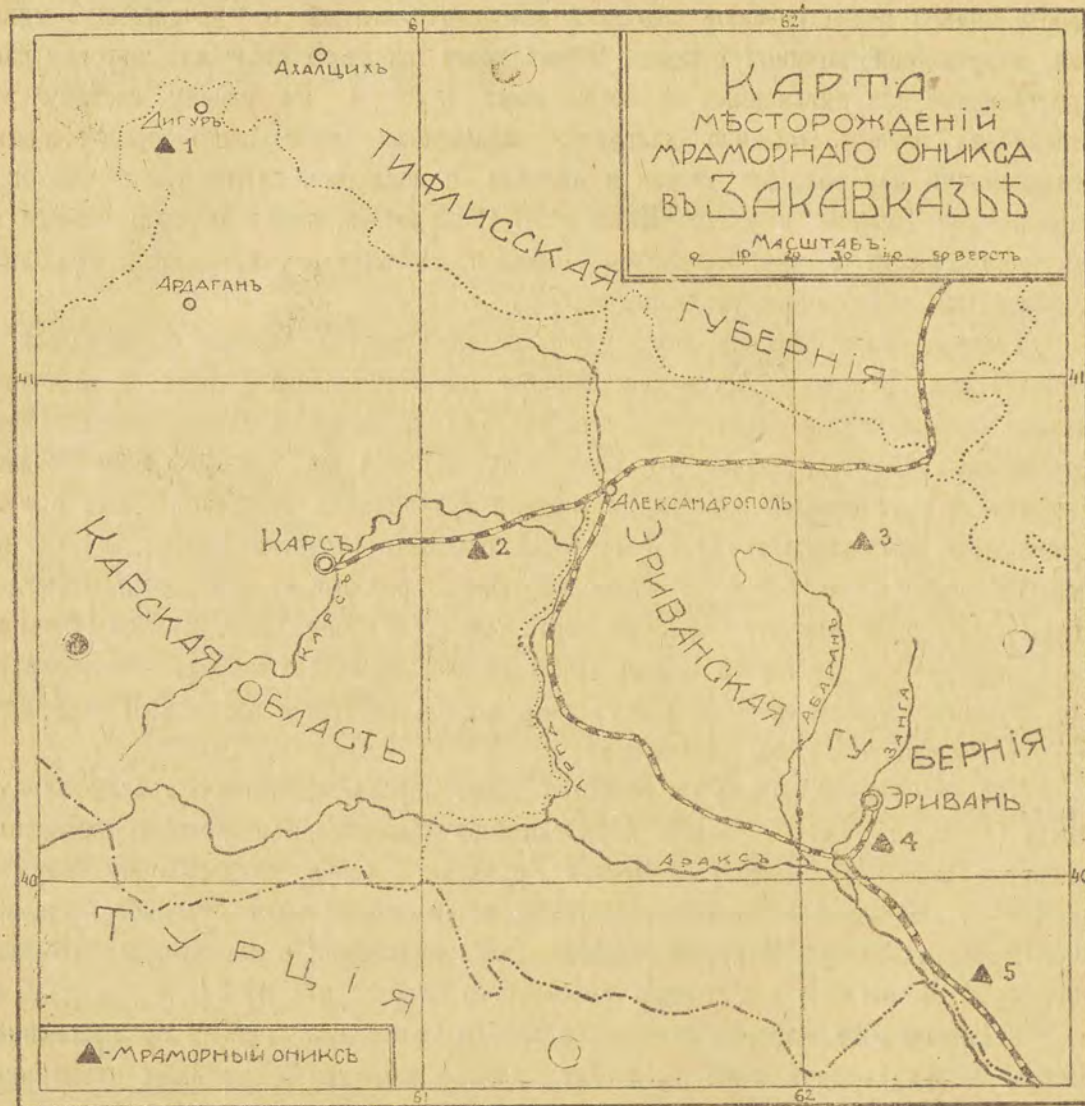 61
62
КАРТА
МѢСТОРОЖДЕНІЙ
МРАМОРНАГО ОНИКСА
ВЪ ЗАКАВКАЗЬѢ
МАСШТАБЪ:
0 10 20 30 40 50 ВЕРСТЪ
АХАЛЦИХЪ
ДИГУРЪ
1
ТИФЛИССКАЯ
ГУБЕРНІЯ
АРДАГАНЪ
41
41
АЛЕКСАНДРОПОЛЬ
КАРСЪ
2
3
КАРСЪ
КАРСКАЯ
ОБЛАСТЬ
ЭРИВАНСКАЯ
ГУБЕРНІЯ
АБАРАНЪ
ЗАНГА
АРПА
ЭРИВАНЬ
4
АРАКСЪ
40
40
ТУРЦІЯ
5
-МРАМОРНЫЙ ОНИКСЪ
61
62